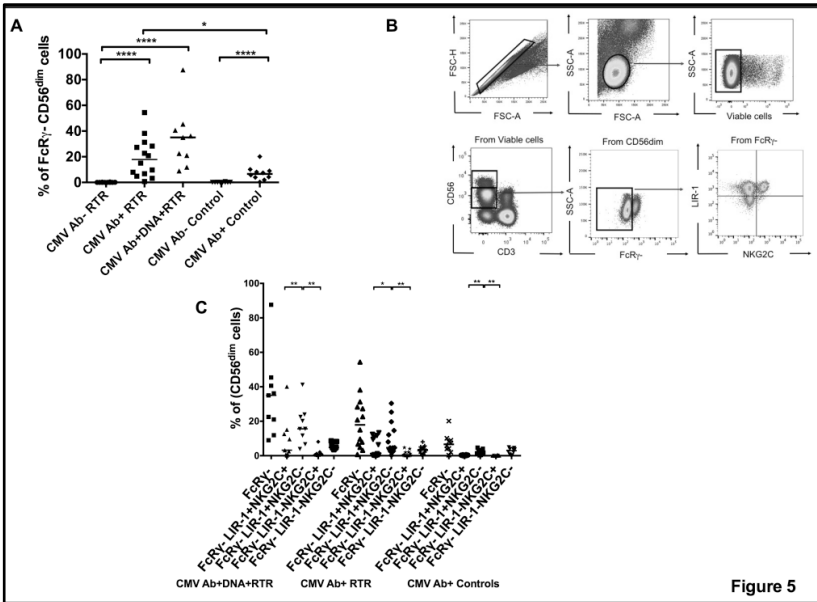 A
*
****
****
****
% of FcRγ- CD56dim cells
100
80
60
40
20
0
CMV Ab- RTR
CMV Ab+ RTR
CMV Ab+DNA+RTR
CMV Ab- Control
CMV Ab+ Control
B
FSC-H
FSC-A
SSC-A
FSC-A
SSC-A
Viable cells
From Viable cells
CD56
CD3
From CD56dim
SSC-A
FcRγ-
From FcRγ-
LIR-1
NKG2C
C
** **
* **
** **
% of (CD56dim cells)
100
80
60
40
20
0
FcRγ-
FcRγ- LIR-1+NKG2C+
FcRγ- LIR-1+NKG2C-
FcRγ- LIR-1-NKG2C+
FcRγ- LIR-1-NKG2C-
FcRγ-
FcRγ- LIR-1+NKG2C+
FcRγ- LIR-1+NKG2C-
FcRγ- LIR-1-NKG2C+
FcRγ- LIR-1-NKG2C-
FcRγ-
FcRγ- LIR-1+NKG2C+
FcRγ- LIR-1+NKG2C-
FcRγ- LIR-1-NKG2C+
FcRγ- LIR-1-NKG2C-
CMV Ab+DNA+RTR
CMV Ab+ RTR
CMV Ab+ Controls
Figure 5